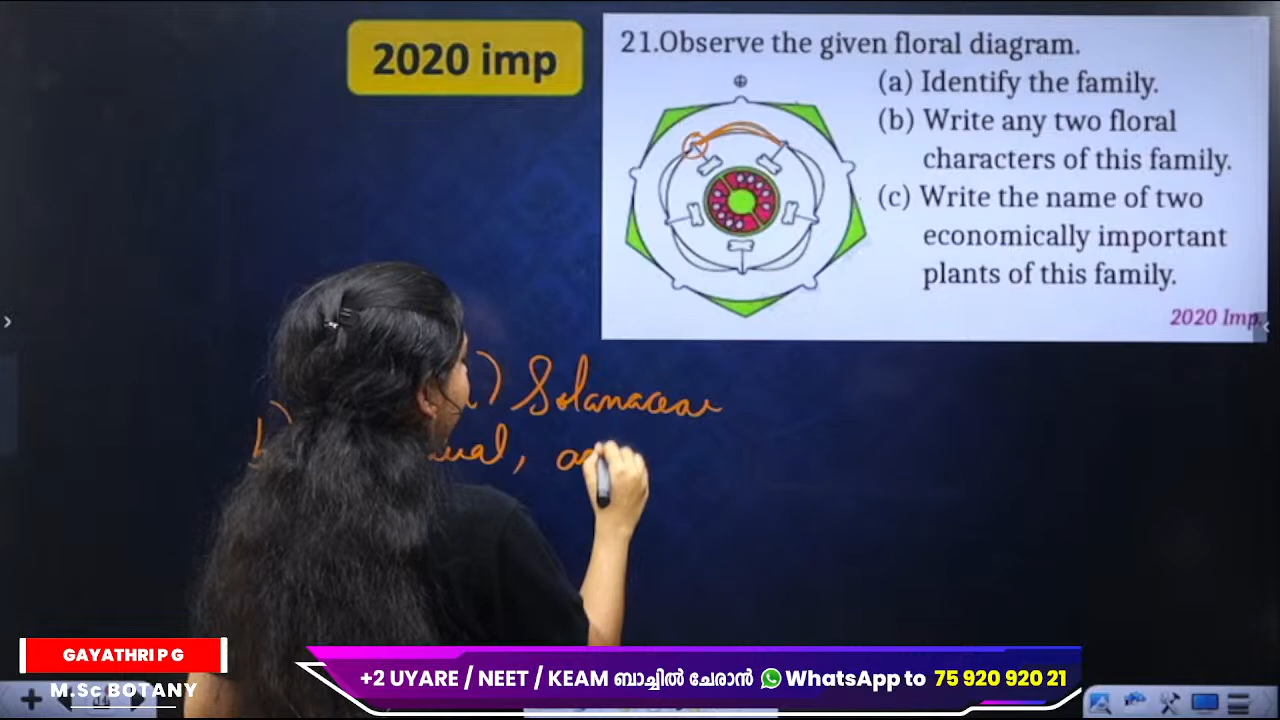 2020 imp
21.Observe the given floral diagram.
(a) Identify the family.
(b) Write any two floral
characters of this family.
(c) Write the name of two
economically important
plants of this family.
2020 Imp.
) Solanaceae
b)
GAYATHRI P G
M.Sc BOTANY
+2 UYARE / NEET / KEAM ബാച്ചിൽ ചേരാൻ WhatsApp to 75 920 920 21